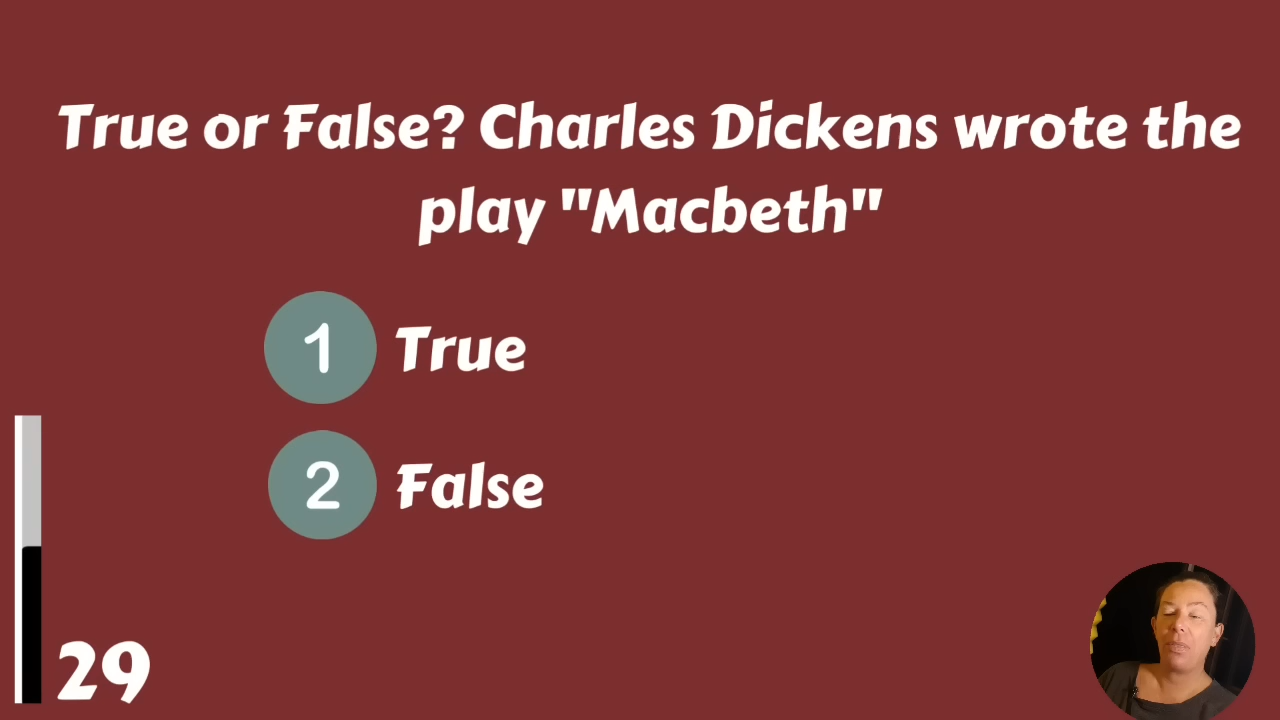 True or False? Charles Dickens wrote the
play "Macbeth"
1 True
2 False
29